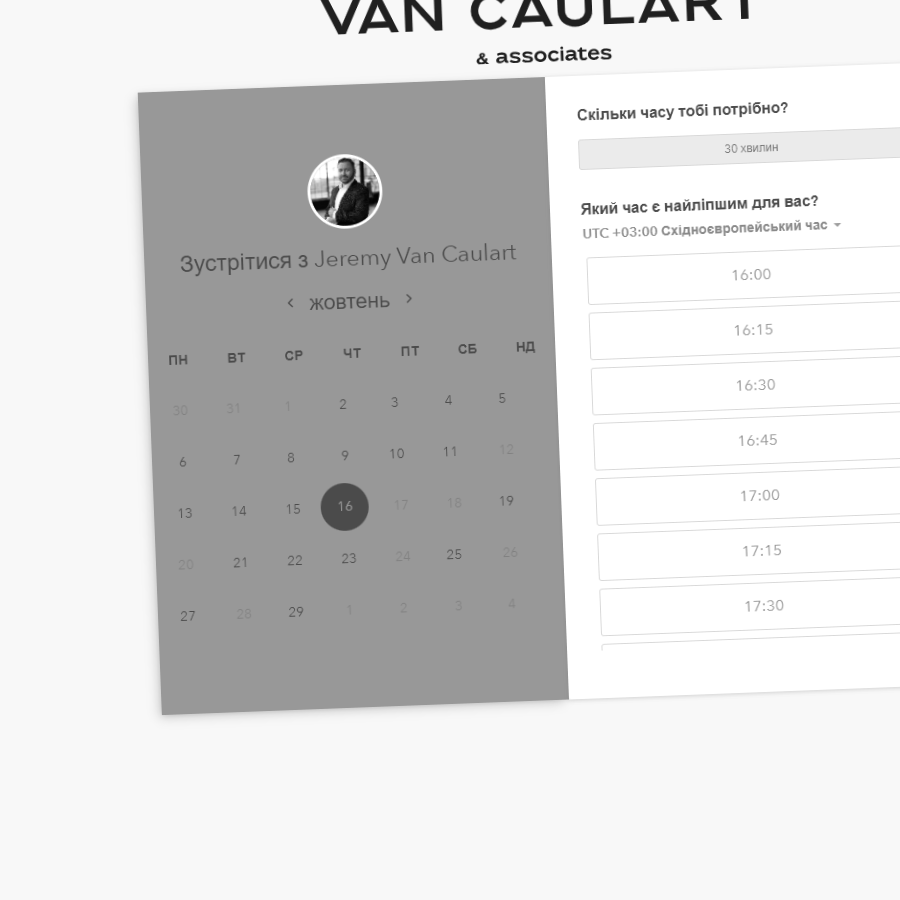 VAN CAULART
& associates
Зустрітися з Jeremy Van Caulart
жовтень
ПН ВТ СР ЧТ ПТ СБ НД
30 31 1 2 3 4 5
6 7 8 9 10 11 12
13 14 15 16 17 18 19
20 21 22 23 24 25 26
27 28 29 1 2 3 4
Скільки часу тобі потрібно?
30 хвилин
Який час є найліпшим для вас?
UTC +03:00 Східноєвропейський час
16:00
16:15
16:30
16:45
17:00
17:15
17:30